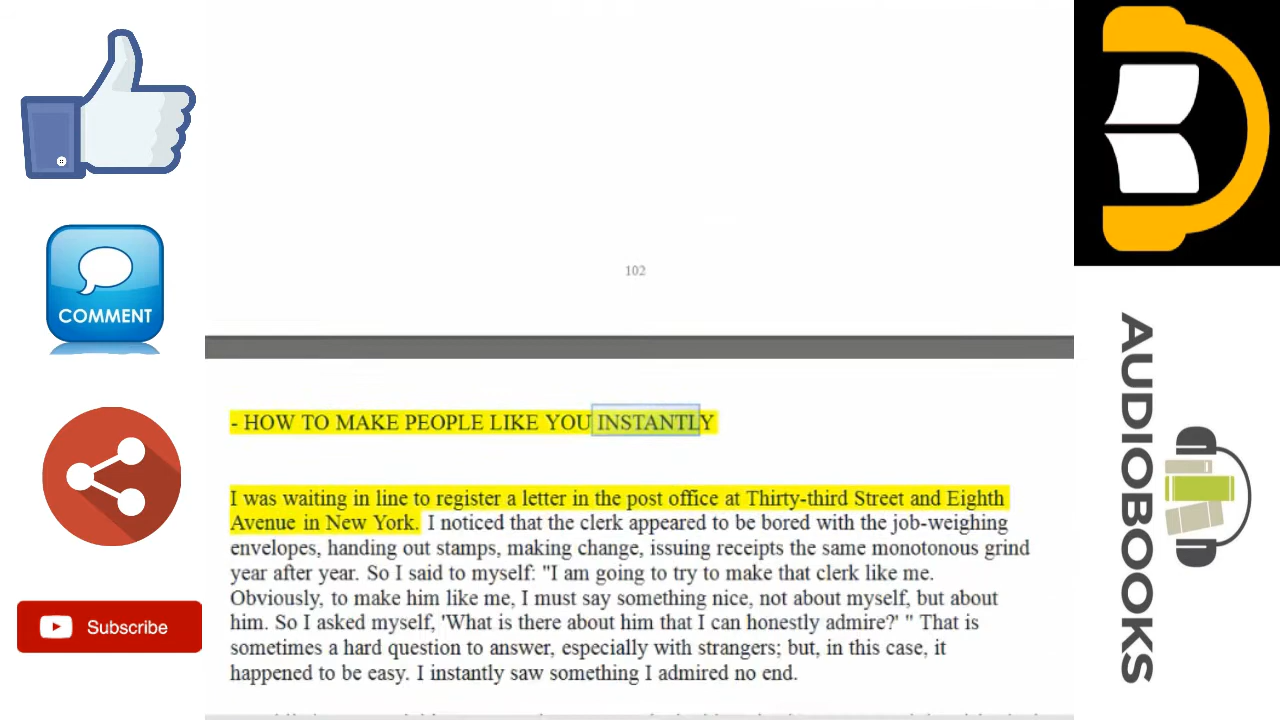 102
- HOW TO MAKE PEOPLE LIKE YOU INSTANTLY
I was waiting in line to register a letter in the post office at Thirty-third Street and Eighth
Avenue in New York. I noticed that the clerk appeared to be bored with the job-weighing
envelopes, handing out stamps, making change, issuing receipts the same monotonous grind
year after year. So I said to myself: "I am going to try to make that clerk like me.
Obviously, to make him like me, I must say something nice, not about myself, but about
him. So I asked myself, 'What is there about him that I can honestly admire?' " That is
sometimes a hard question to answer, especially with strangers; but, in this case, it
happened to be easy. I instantly saw something I admired no end.
COMMENT
Subscribe
AUDIOBOOKS